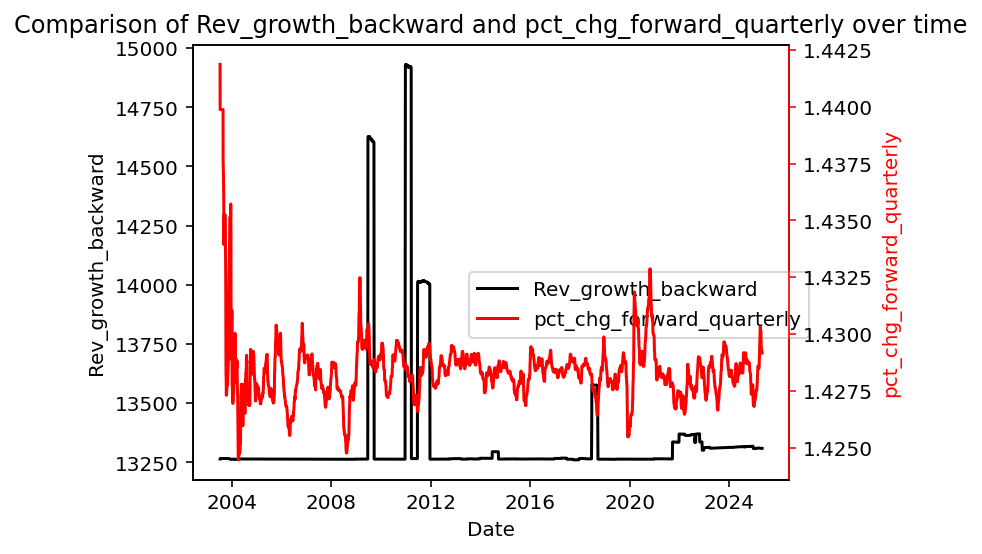 Comparison of Rev_growth_backward and pct_chg_forward_quarterly over time
15000
14750
14500
14250
14000
13750
13500
13250
Rev_growth_backward
1.4425
1.4400
1.4375
1.4350
1.4325
1.4300
1.4275
1.4250
pct_chg_forward_quarterly
Rev_growth_backward
pct_chg_forward_quarterly
2004 2008 2012 2016 2020 2024
Date